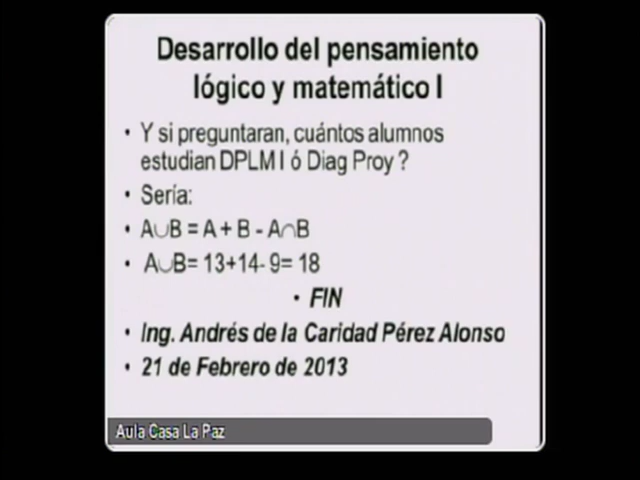 Desarrollo del pensamiento
lógico y matemático I
• Y si preguntaran, cuántos alumnos
estudian DPLM I ó Diag Proy ?
• Sería:
• A∪B = A + B - A∩B
• A∪B= 13+14- 9= 18
• FIN
• Ing. Andrés de la Caridad Pérez Alonso
• 21 de Febrero de 2013
Aula Casa La Paz